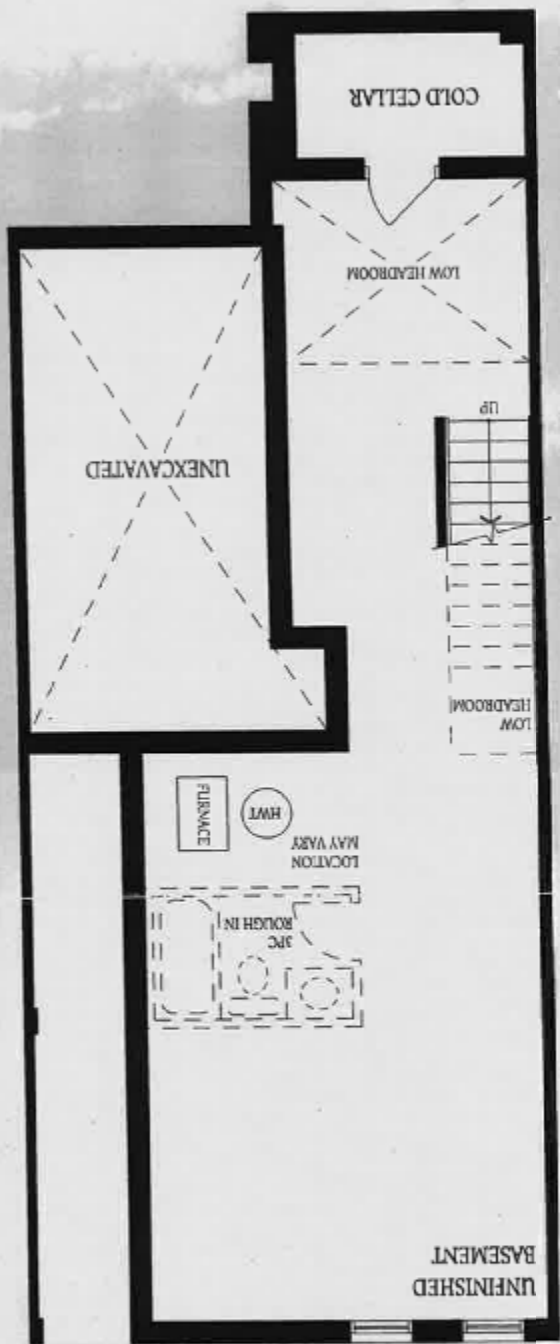 UNFINISHED
BASEMENT
3PC
ROUGH IN
LOCATION
MAY VARY
HWT
FURNACE
LOW
HEADROOM
UNEXCAVATED
UP
LOW HEADROOM
COLD CELLAR